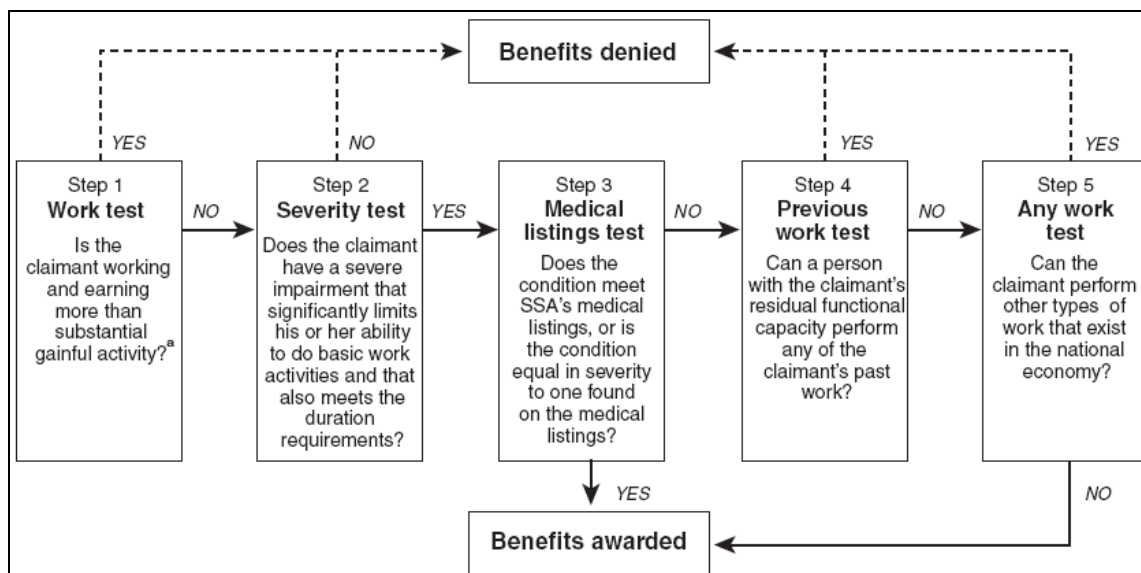 Benefits denied
YES
NO
YES
YES
Step 1
Work test
Is the
claimant working
and earning
more than
substantial
gainful activity?a
NO
Step 2
Severity test
Does the claimant
have a severe
impairment that
significantly limits
his or her ability
to do basic work
activities and that
also meets the
duration
requirements?
YES
Step 3
Medical
listings test
Does the
condition meet
SSA's medical
listings, or is
the condition
equal in severity
to one found
on the medical
listings?
NO
Step 4
Previous
work test
Can a person
with the claimant's
residual functional
capacity perform
any of the
claimant's past
work?
NO
Step 5
Any work
test
Can the
claimant perform
other types of
work that exist
in the national
economy?
YES
NO
Benefits awarded